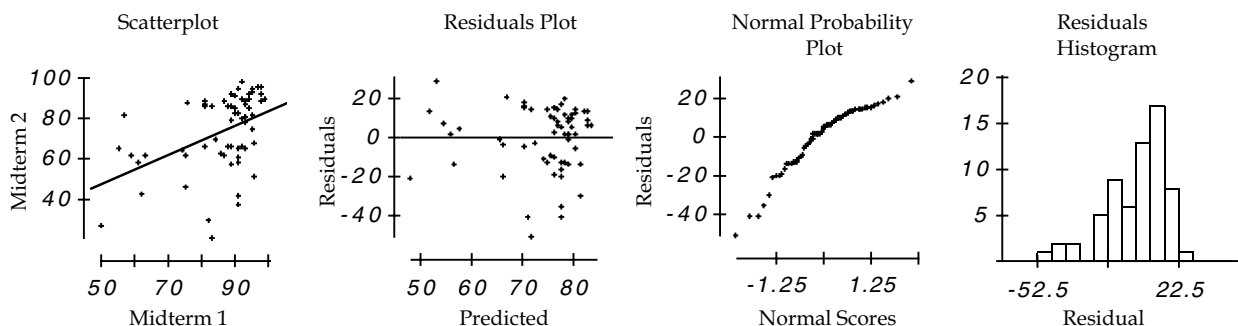 Scatterplot
Residuals Plot
Normal Probability
Plot
Residuals
Histogram
100
80
60
40
Midterm 2
50
70
90
Midterm 1
20
0
-20
-40
Residuals
50
60
70
80
Predicted
20
0
-20
-40
Residuals
-1.25
1.25
Normal Scores
20
15
10
5
-52.5
22.5
Residual